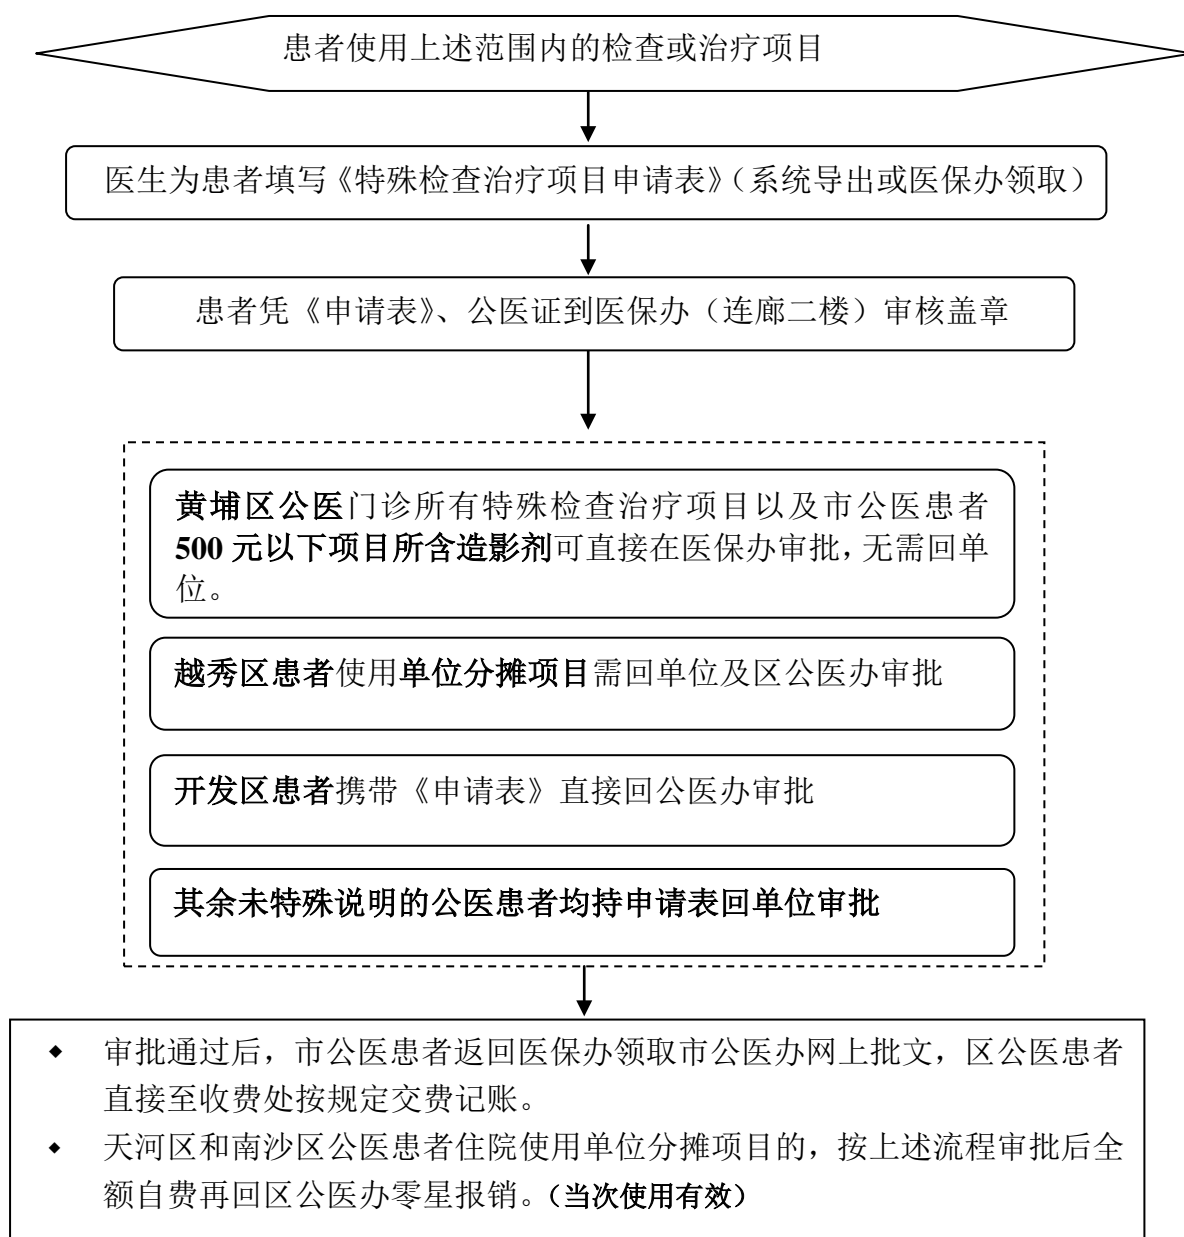 患者使用上述范围内的检查或治疗项目
医生为患者填写《特殊检查治疗项目申请表》（系统导出或医保办领取）
患者凭《申请表》、公医证到医保办（连廊二楼）审核盖章
黄埔区公医门诊所有特殊检查治疗项目以及市公医患者
500 元以下项目所含造影剂可直接在医保办审批，无需回单
位。
越秀区患者使用单位分摊项目需回单位及区公医办审批
开发区患者携带《申请表》直接回公医办审批
其余未特殊说明的公医患者均持申请表回单位审批
审批通过后，市公医患者返回医保办领取市公医办网上批文，区公医患者
直接至收费处按规定交费记账。
天河区和南沙区公医患者住院使用单位分摊项目的，按上述流程审批后全
额自费再回区公医办零星报销。（当次使用有效）